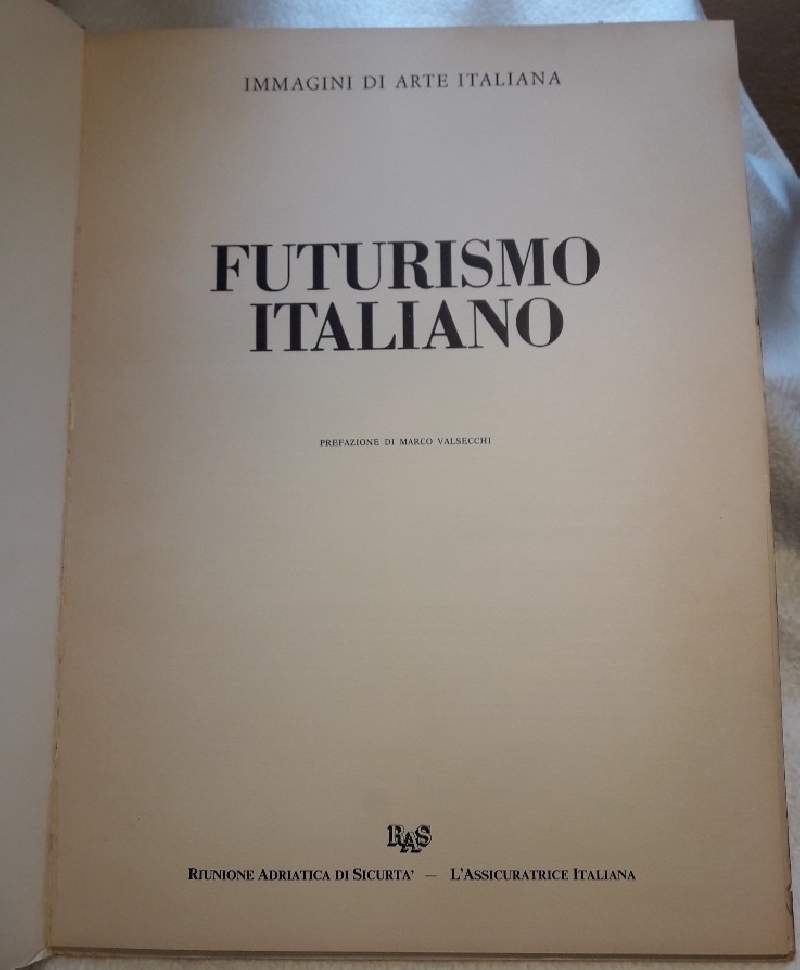 IMMAGINI DI ARTE ITALIANA
FUTURISMO
ITALIANO
PREFAZIONE DI MARCO VALSECCHI
RAS
RIUNIONE ADRIATICA DI SICURTA' — L'ASSICURATRICE ITALIANA